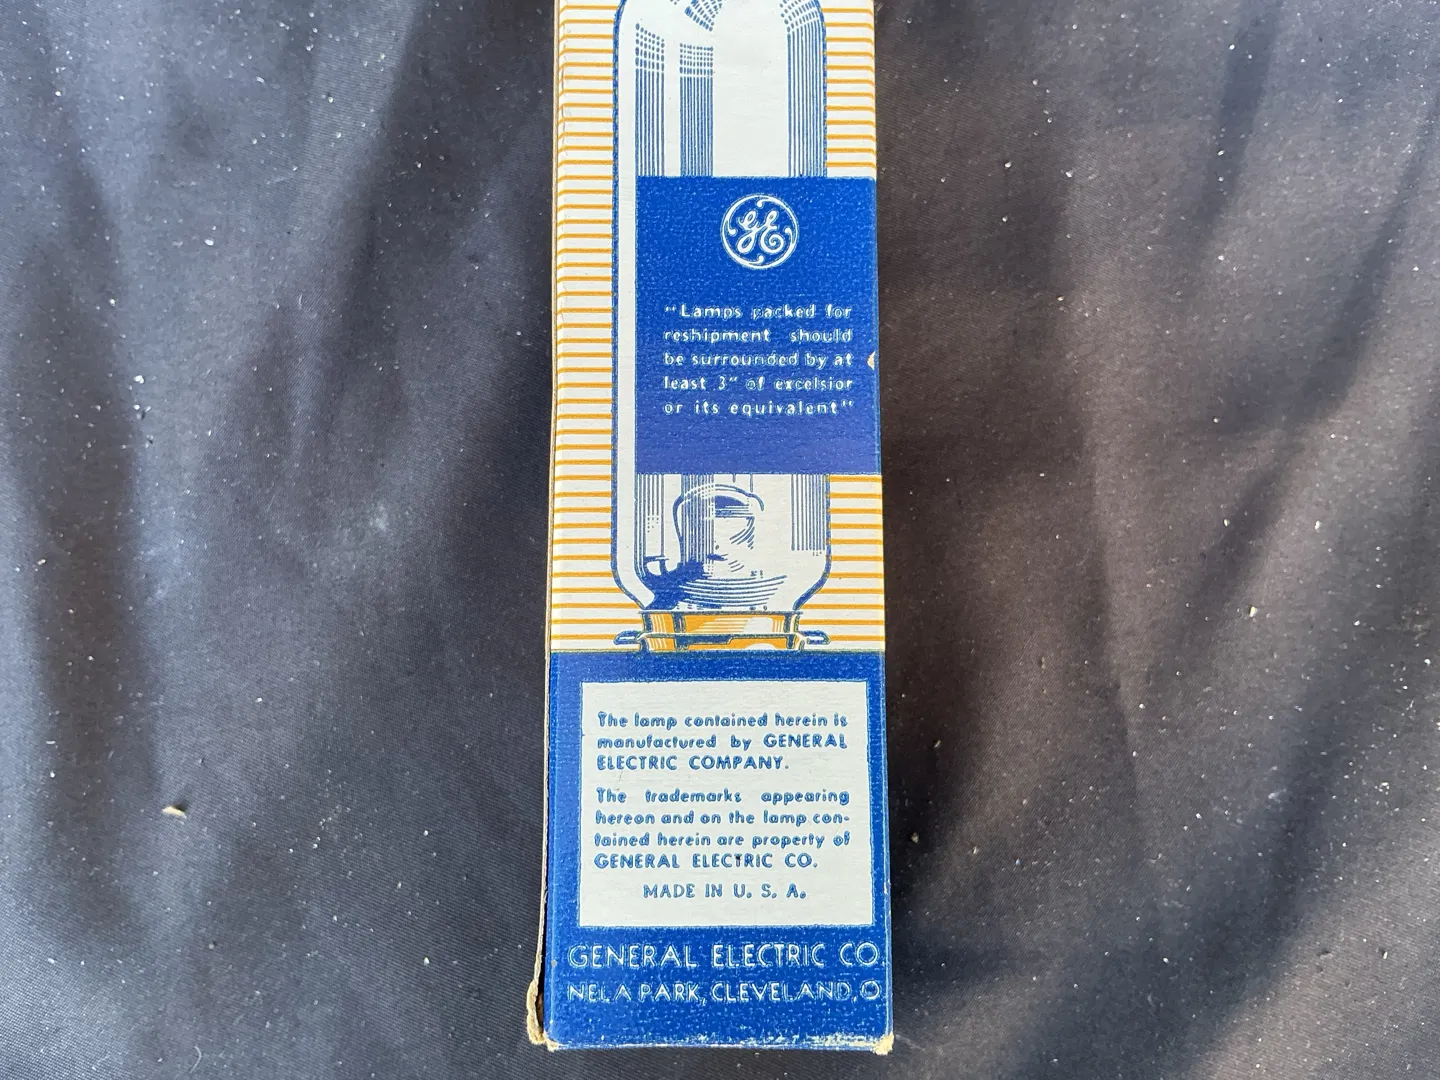 GE
"Lamps packed for
reshipment should
be surrounded by at
least 3" of excelsior
or its equivalent"
The lamp contained herein is
manufactured by GENERAL
ELECTRIC COMPANY.
The trademarks appearing
hereon and on the lamp con-
tained herein are property of
GENERAL ELECTRIC CO.
MADE IN U. S. A.
GENERAL ELECTRIC CO
NELA PARK, CLEVELAND, O